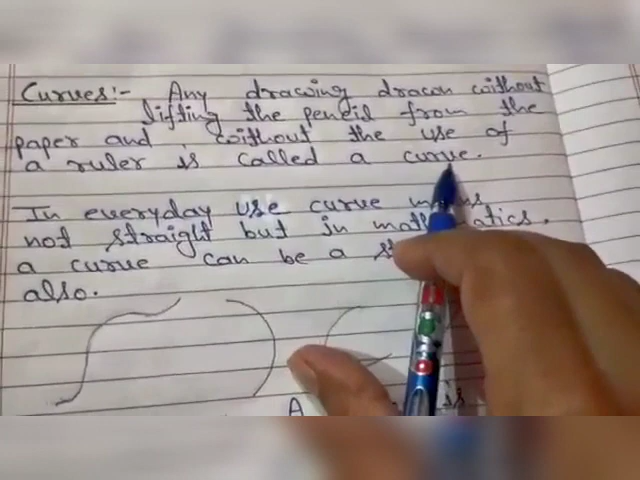 Curves:- Any drawing drawn without
lifting the pencil from the
paper and without the use of
a ruler is called a curve.
In everyday use curve
not straight but in
a curve can be a
also.
A is